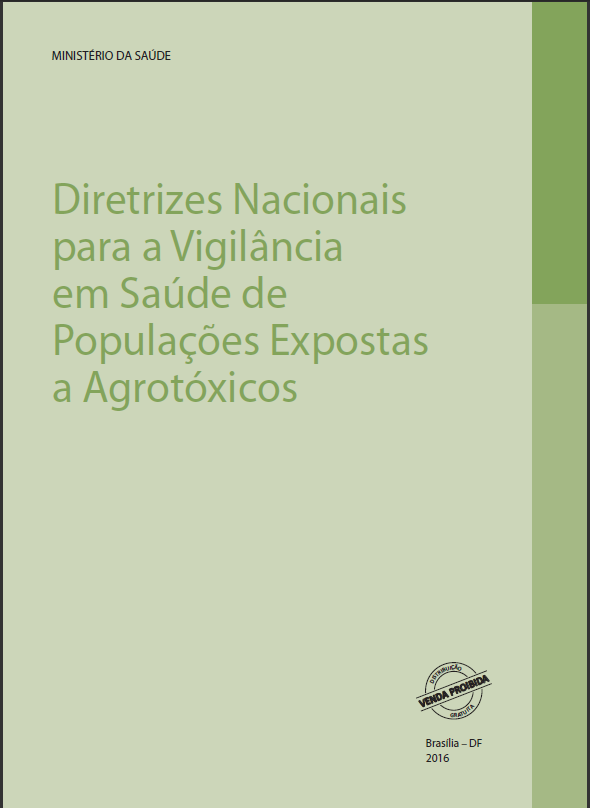 MINISTÉRIO DA SAÚDE
Diretrizes Nacionais
para a Vigilância
em Saúde de
Populações Expostas
a Agrotóxicos
DISTRIBUIÇÃO
VENDA PROIBIDA
GRATUITA
Brasília – DF
2016